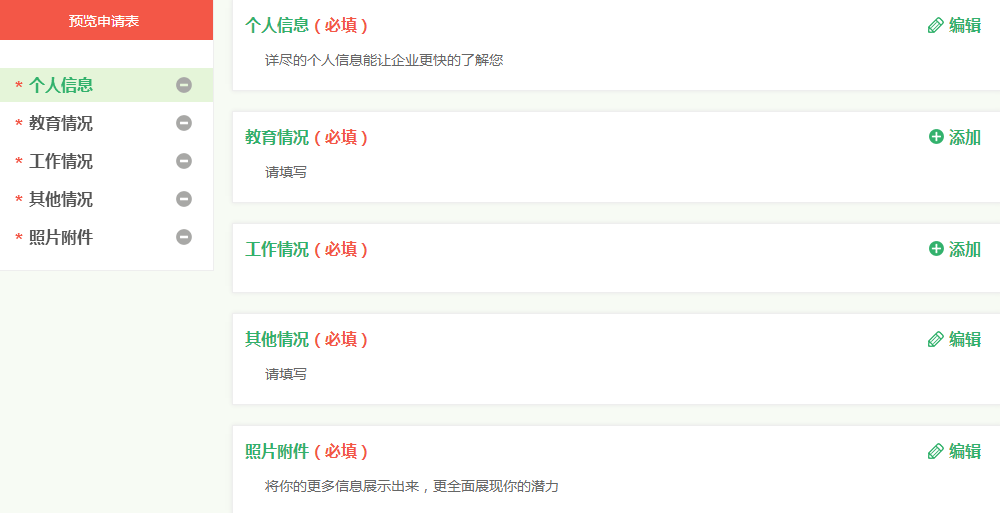 预览申请表
* 个人信息
* 教育情况
* 工作情况
* 其他情况
* 照片附件
个人信息（必填）
编辑
详尽的个人信息能让企业更快的了解您
教育情况（必填）
添加
请填写
工作情况（必填）
添加
其他情况（必填）
编辑
请填写
照片附件（必填）
编辑
将你的更多信息展示出来，更全面展现你的潜力